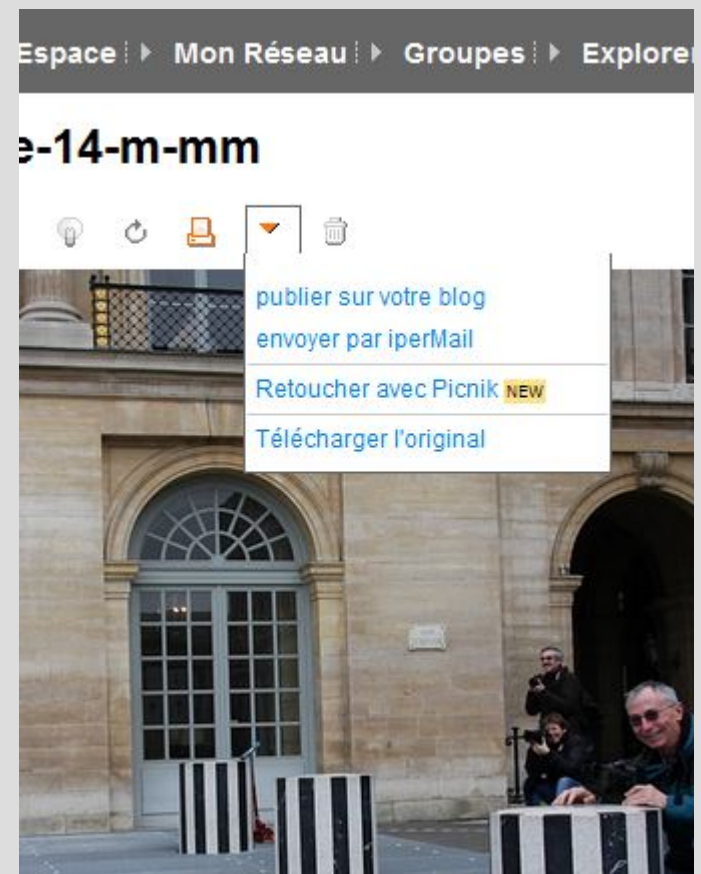 Espace Mon Réseau Groupes Explorer
e-14-m-mm
publier sur votre blog
envoyer par iperMail
Retoucher avec Picnik NEW
Télécharger l'original